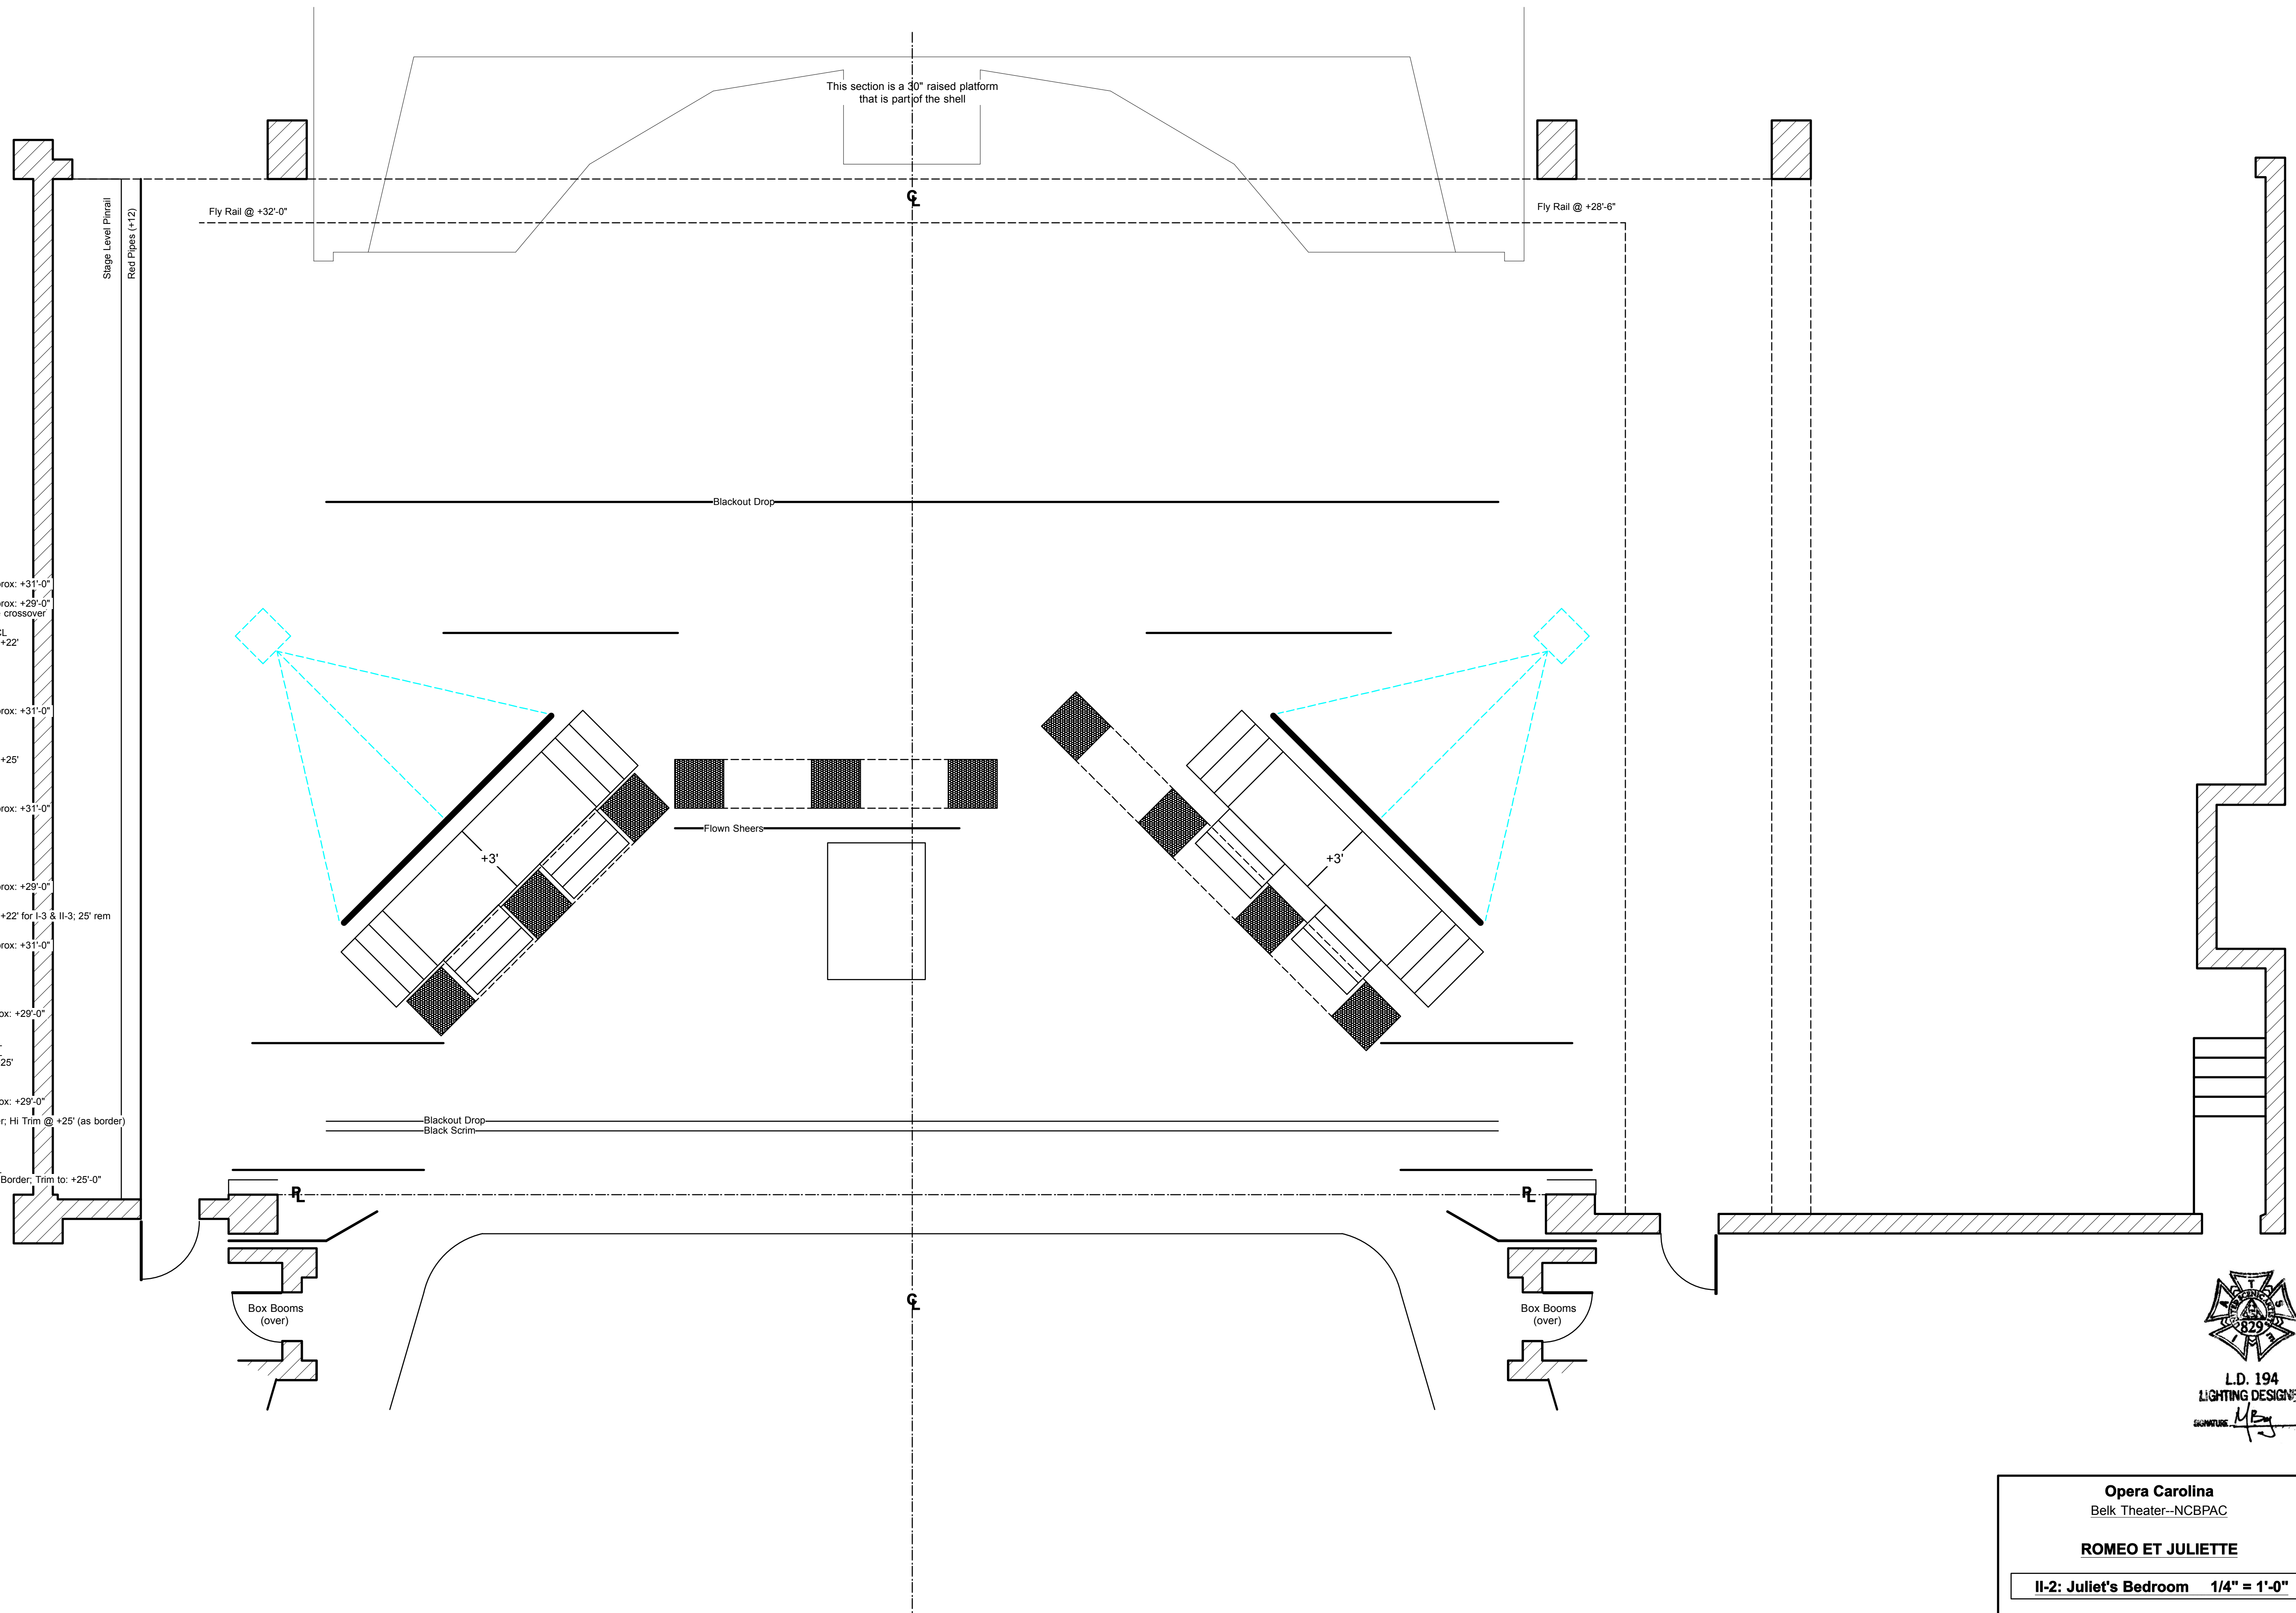 This section is a 30" raised platform
that is part of the shell
C L
Fly Rail @ +32'-0"
Fly Rail @ +28'-6"
Stage Level Pinrail
Red Pipes (+12)
Blackout Drop
rox: +31'-0"
rox: +29'-0"
crossover
CL
+22'
rox: +31'-0"
+25'
rox: +31'-0"
Flown Sheers
+3'
+3'
rox: +29'-0"
+22' for I-3 & II-3; 25' rem
rox: +31'-0"
ox: +29'-0"
25'
ox: +29'-0"
r; Hi Trim @ +25' (as border)
Blackout Drop
Black Scrim
Border; Trim to: +25'-0"
P L
P L
C L
Box Booms
(over)
Box Booms
(over)
I A T S E
829
L.D. 194
LIGHTING DESIGNE
SIGNATURE
Opera Carolina
Belk Theater--NCBPAC
ROMEO ET JULIETTE
II-2: Juliet's Bedroom 1/4" = 1'-0"